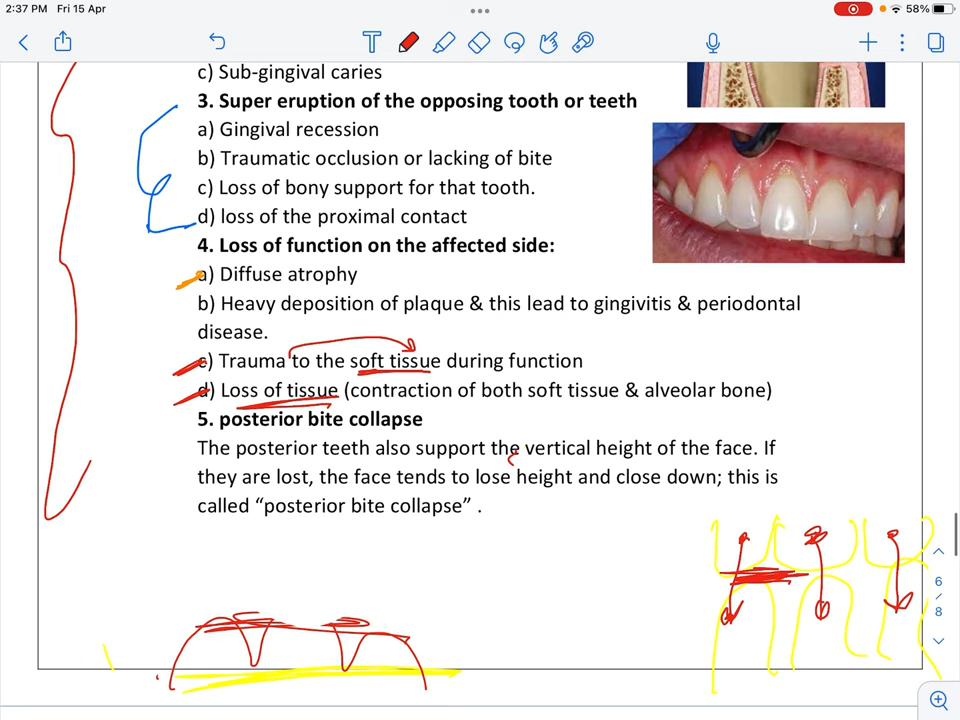 2:37 PM Fri 15 Apr
58%
T
c) Sub-gingival caries
3. Super eruption of the opposing tooth or teeth
a) Gingival recession
b) Traumatic occlusion or lacking of bite
c) Loss of bony support for that tooth.
d) loss of the proximal contact
4. Loss of function on the affected side:
a) Diffuse atrophy
b) Heavy deposition of plaque & this lead to gingivitis & periodontal
disease.
c) Trauma to the soft tissue during function
d) Loss of tissue (contraction of both soft tissue & alveolar bone)
5. posterior bite collapse
The posterior teeth also support the vertical height of the face. If
they are lost, the face tends to lose height and close down; this is
called “posterior bite collapse” .
6
/
8